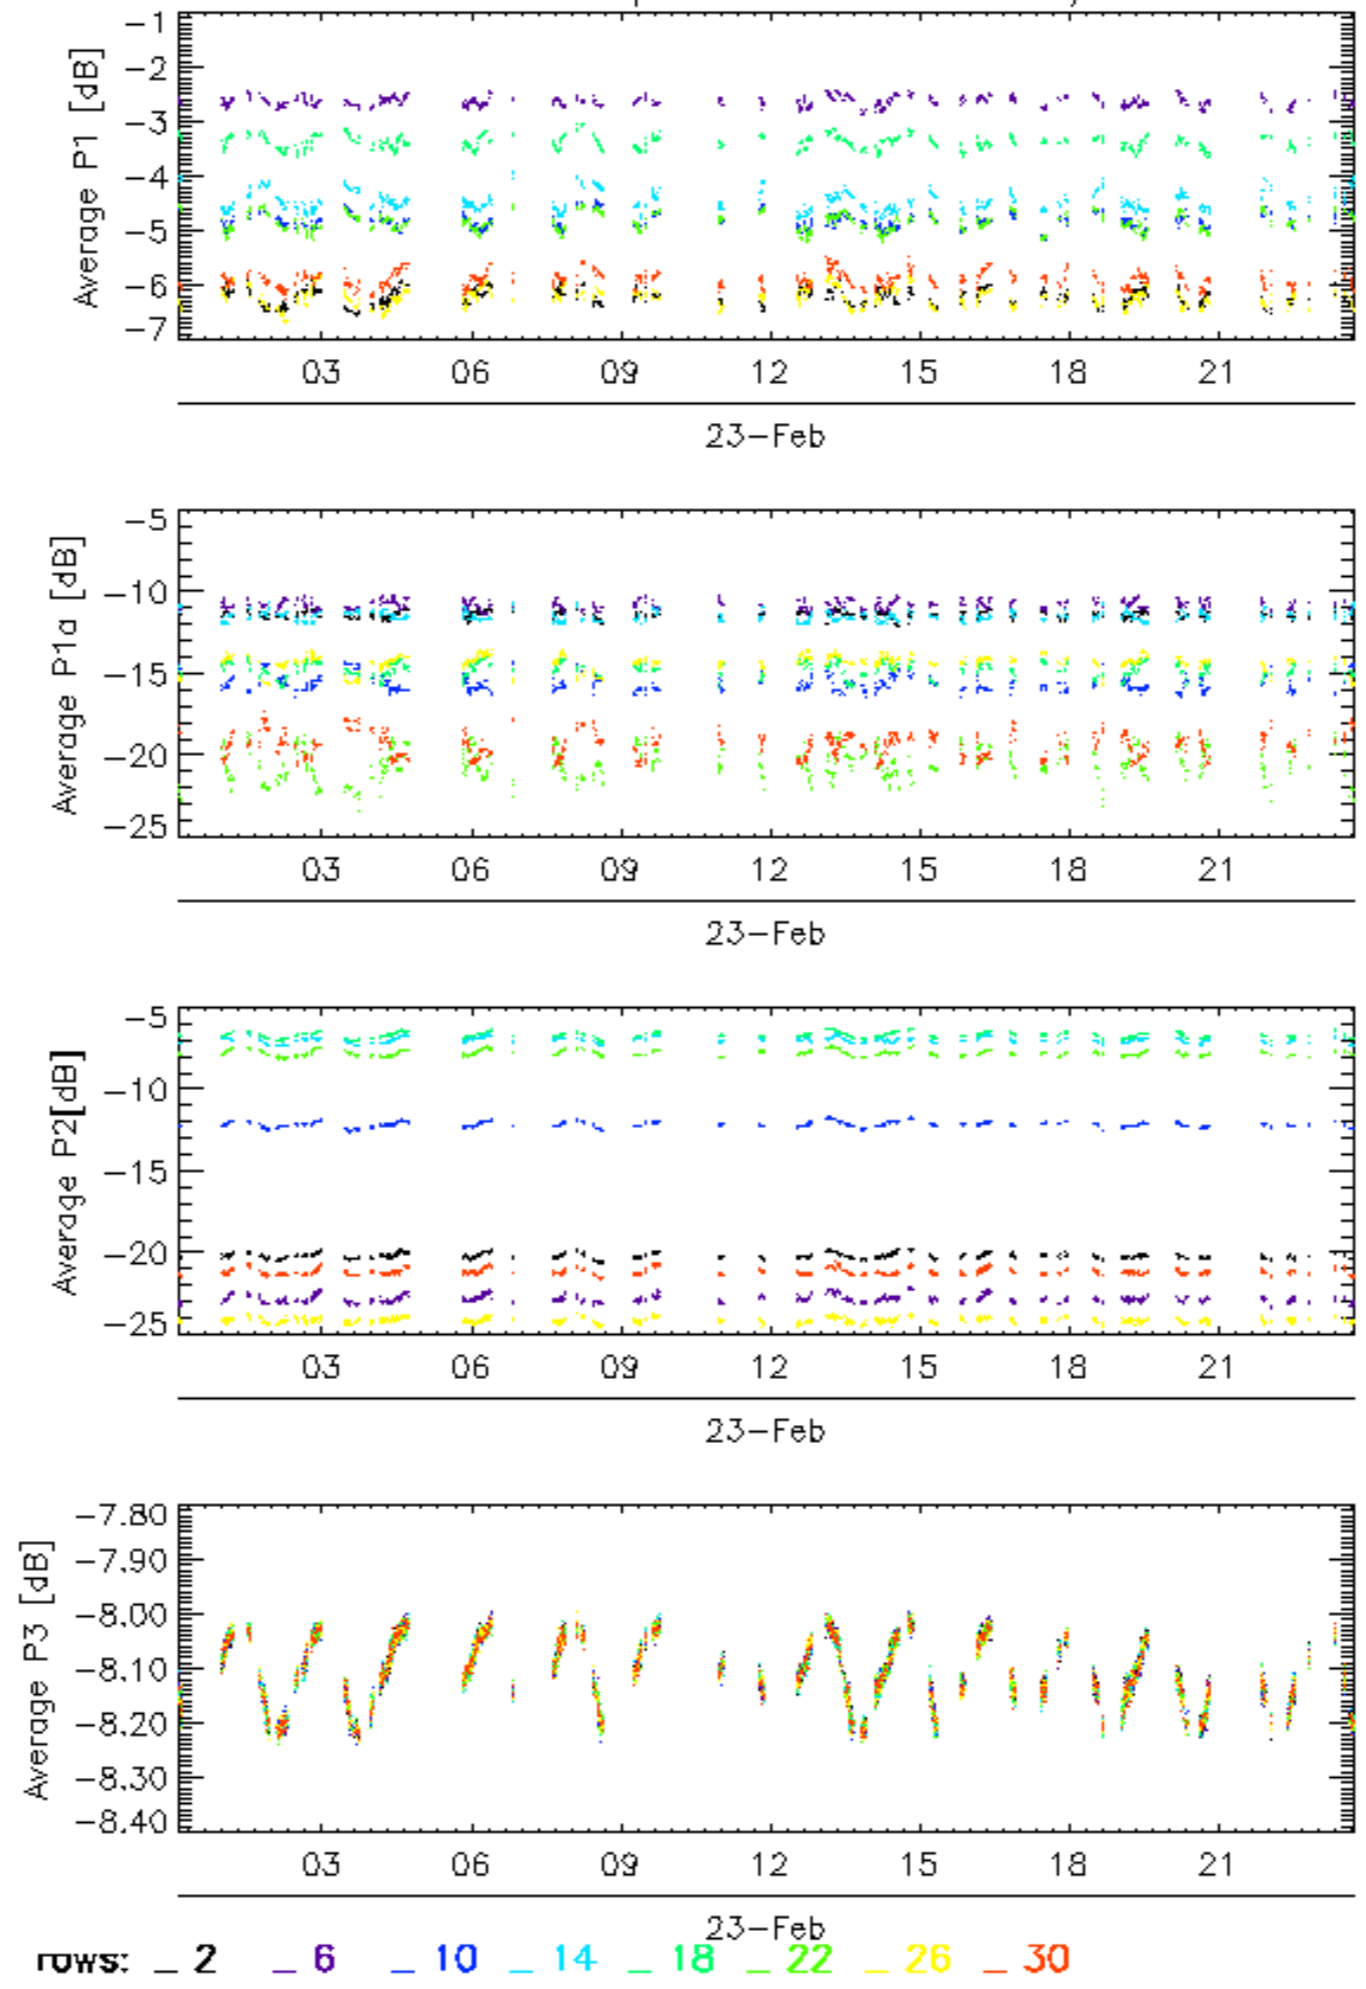 -1
-2
-3
-4
-5
-6
-7
Average P1 [dB]
03 06 09 12 15 18 21
23-Feb
-5
-10
-15
-20
-25
Average P1a [dB]
03 06 09 12 15 18 21
23-Feb
-5
-10
-15
-20
-25
Average P2[dB]
03 06 09 12 15 18 21
23-Feb
-7.80
-7.90
-8.00
-8.10
-8.20
-8.30
-8.40
Average P3 [dB]
03 06 09 12 15 18 21
23-Feb
rows: _ 2 _ 6 _ 10 _ 14 _ 18 _ 22 _ 26 _ 30